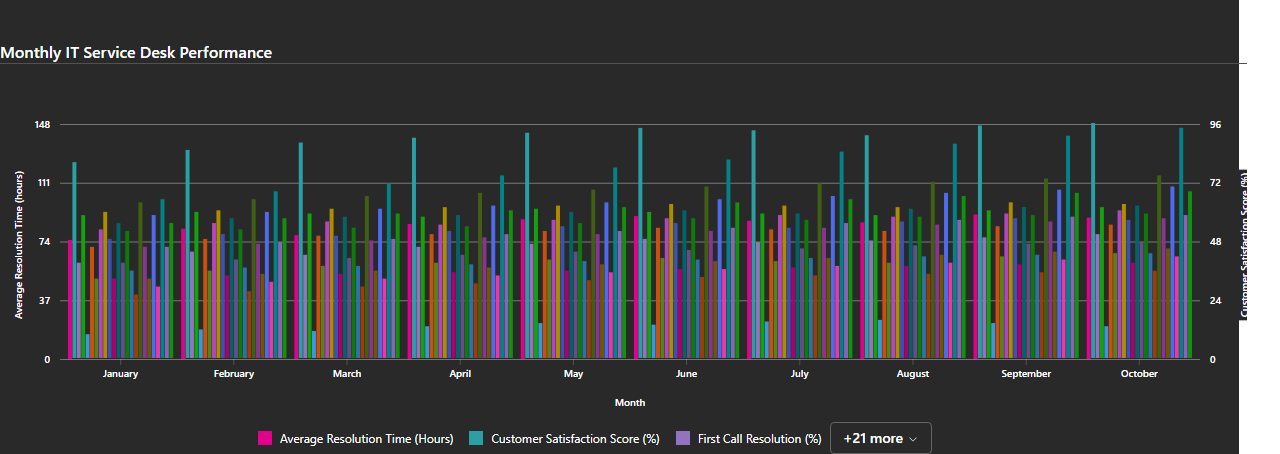 Monthly IT Service Desk Performance
148 96
111 72
74 48
37 24
0 0
Average Resolution Time (hours)
Customer Satisfaction Score (%)
January February March April May June July August September October
Month
Average Resolution Time (Hours) Customer Satisfaction Score (%) First Call Resolution (%) +21 more